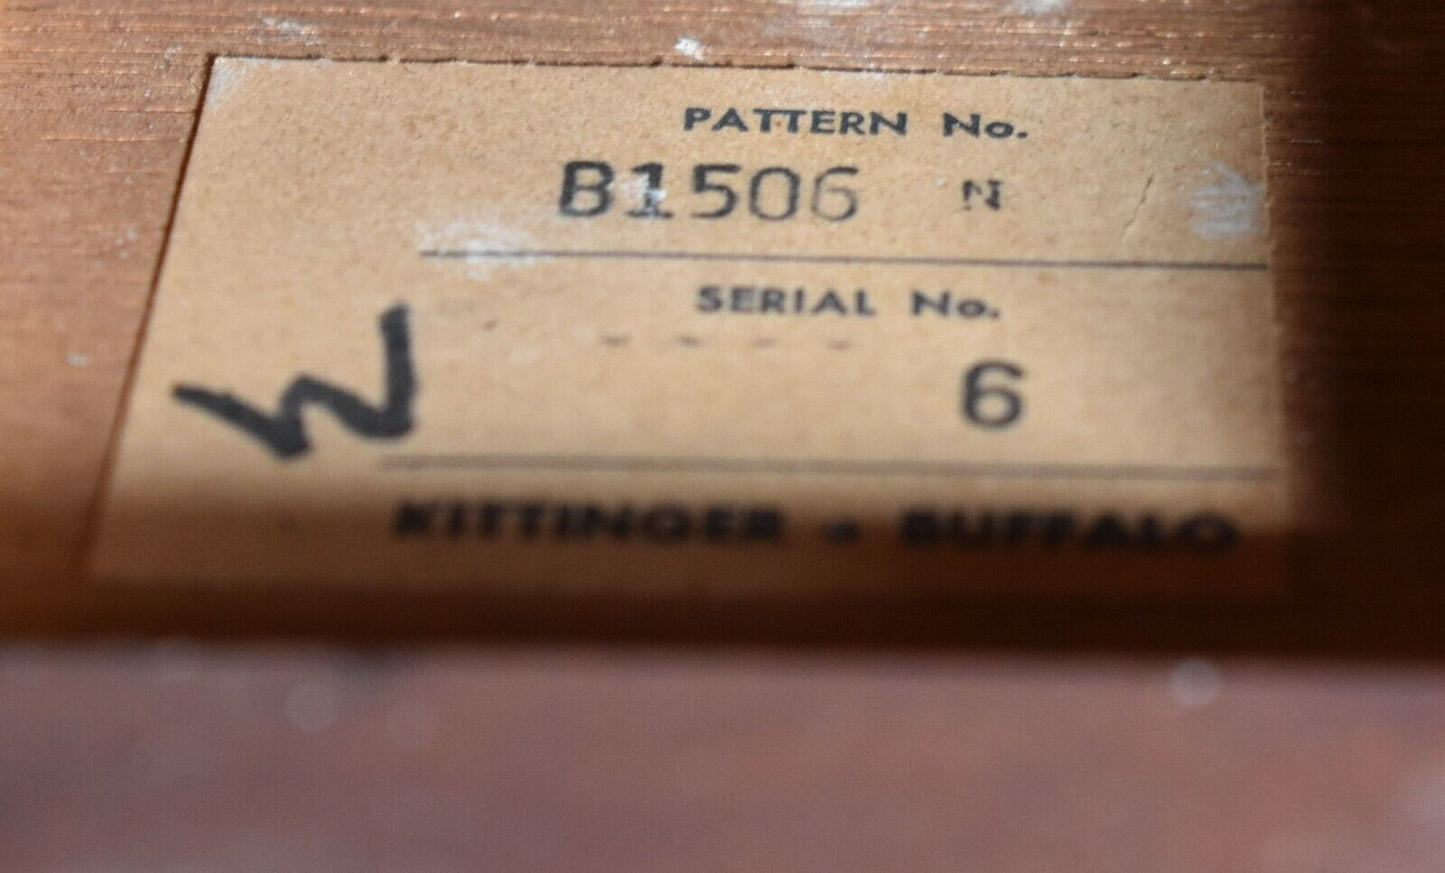 PATTERN No.
B1506 N
SERIAL No.
- - - - 6
W
KITTINGER • BUFFALO